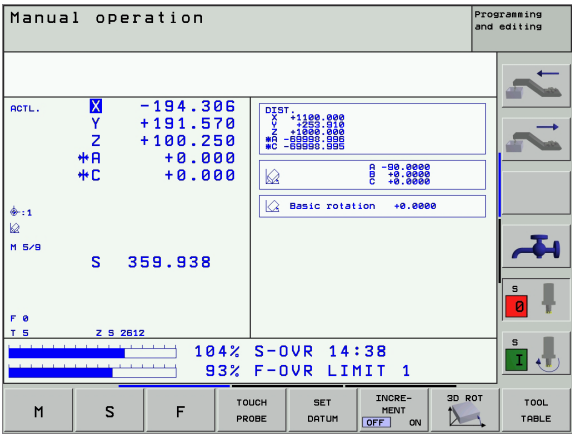 Manual operation
Programming
and editing
ACTL. X -194.306
Y +191.570
Z +100.250
A +0.000
C +0.000
:1
M 5/9
S 359.938
F 0
T 5 Z S 2612
DIST.
X +1100.000
Y +253.910
Z +1000.000
*A -69998.996
*C -69998.995
A -90.0000
B +0.0000
C +0.0000
Basic rotation +0.0000
S
0
S
I
104% S-OVR 14:38
93% F-OVR LIMIT 1
M
S
F
TOUCH
PROBE
SET
DATUM
INCRE-
MENT
OFF ON
3D ROT
TOOL
TABLE